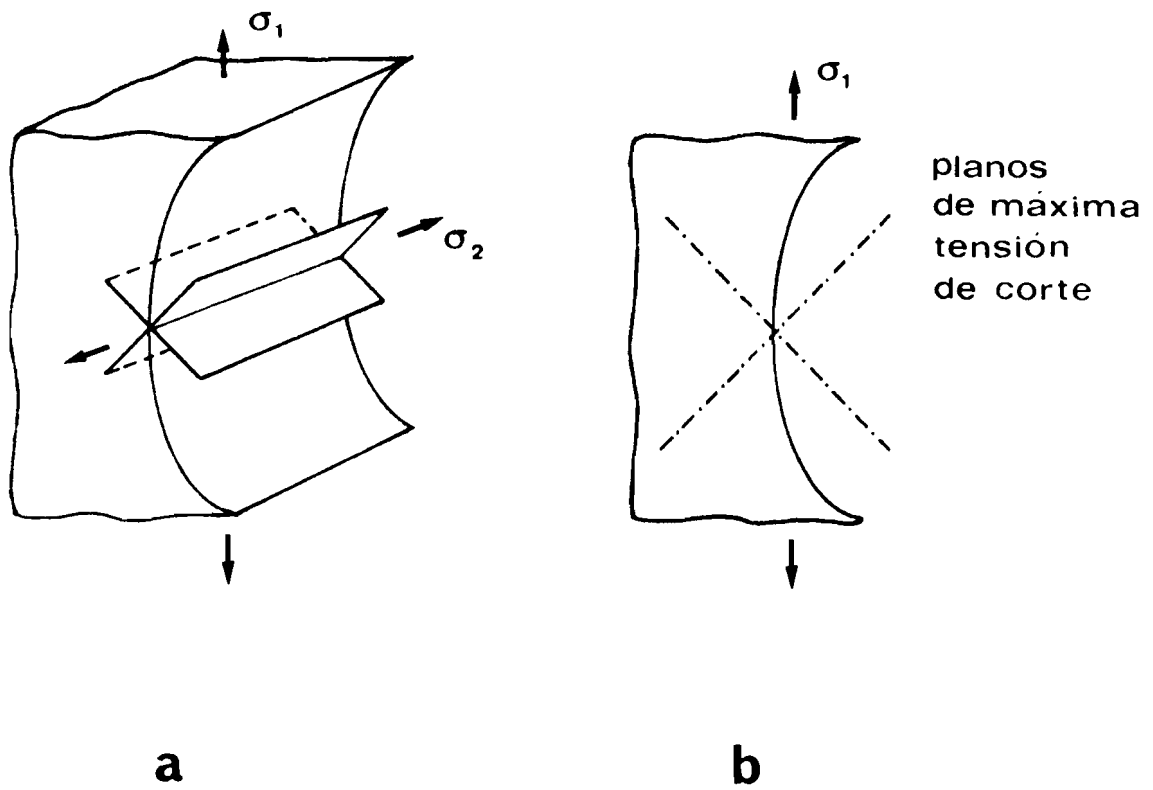 σ₁
σ₂
σ₁
planos
de máxima
tensión
de corte
a
b